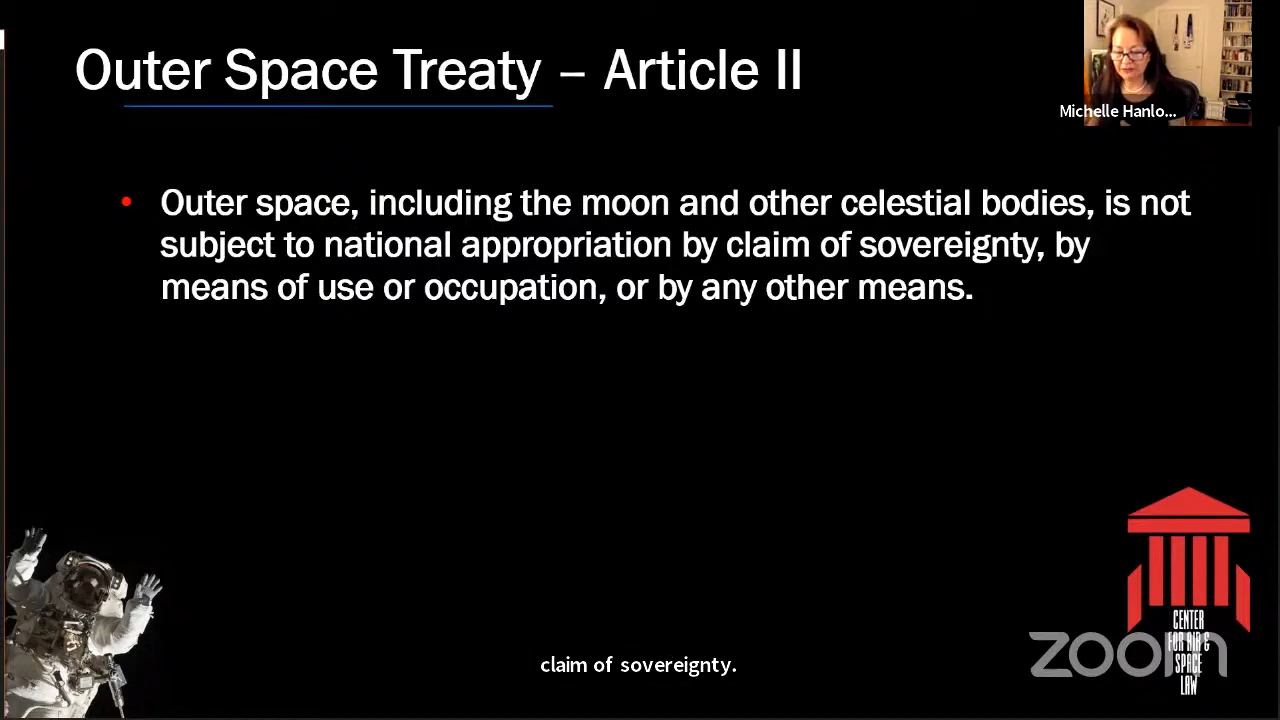 Outer Space Treaty – Article II
Michelle Hanlo...
• Outer space, including the moon and other celestial bodies, is not
subject to national appropriation by claim of sovereignty, by
means of use or occupation, or by any other means.
CENTER
FOR AIR &
SPACE
LAW
zoom
claim of sovereignty.